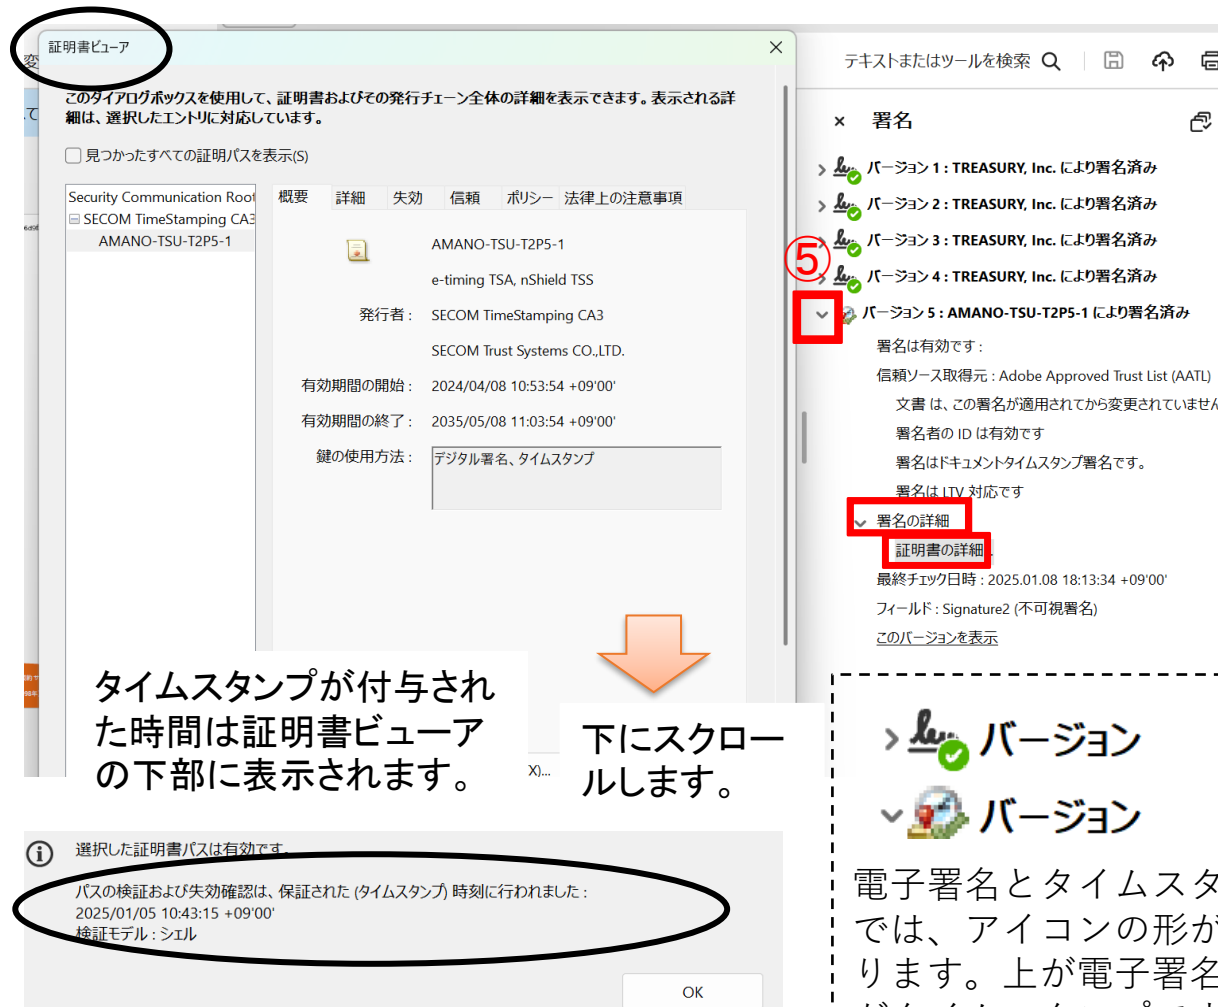 証明書ビューア
このダイアログボックスを使用して、証明書およびその発行チェーン全体の詳細を表示できます。表示される詳
細は、選択したエントリに対応しています。
見つかったすべての証明パスを表示(S)
Security Communication Root
SECOM TimeStamping CA3
AMANO-TSU-T2P5-1
概要 詳細 失効 信頼 ポリシー 法律上の注意事項
AMANO-TSU-T2P5-1
e-timing TSA, nShield TSS
発行者 : SECOM TimeStamping CA3
SECOM Trust Systems CO.,LTD.
有効期間の開始 : 2024/04/08 10:53:54 +09'00'
有効期間の終了 : 2035/05/08 11:03:54 +09'00'
鍵の使用方法 : デジタル署名、タイムスタンプ
タイムスタンプが付与され
た時間は証明書ビューア
の下部に表示されます。
下にスクロー
ルします。
X)...
選択した証明書パスは有効です。
パスの検証および失効確認は、保証された (タイムスタンプ) 時刻に行われました :
2025/01/05 10:43:15 +09'00'
検証モデル : シェル
OK
テキストまたはツールを検索
署名
バージョン 1 : TREASURY, Inc. により署名済み
バージョン 2 : TREASURY, Inc. により署名済み
バージョン 3 : TREASURY, Inc. により署名済み
⑤
バージョン 4 : TREASURY, Inc. により署名済み
バージョン 5 : AMANO-TSU-T2P5-1 により署名済み
署名は有効です :
信頼ソース取得元 : Adobe Approved Trust List (AATL)
文書 は、この署名が適用されてから変更されていません
署名者の ID は有効です
署名はドキュメントタイムスタンプ署名です。
署名は LTV 対応です
署名の詳細
証明書の詳細
最終チェック日時 : 2025.01.08 18:13:34 +09'00'
フィールド : Signature2 (不可視署名)
このバージョンを表示
バージョン
バージョン
電子署名とタイムスタ
では、アイコンの形が
ります。上が電子署名